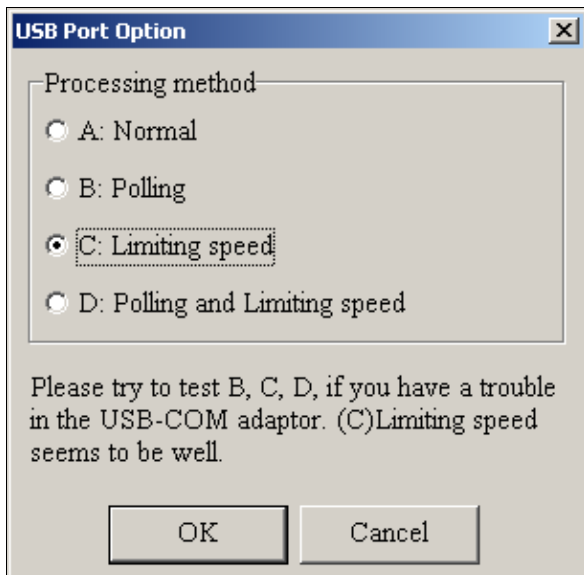 USB Port Option
Processing method
A: Normal
B: Polling
C: Limiting speed
D: Polling and Limiting speed
Please try to test B, C, D, if you have a trouble
in the USB-COM adaptor. (C)Limiting speed
seems to be well.
OK Cancel